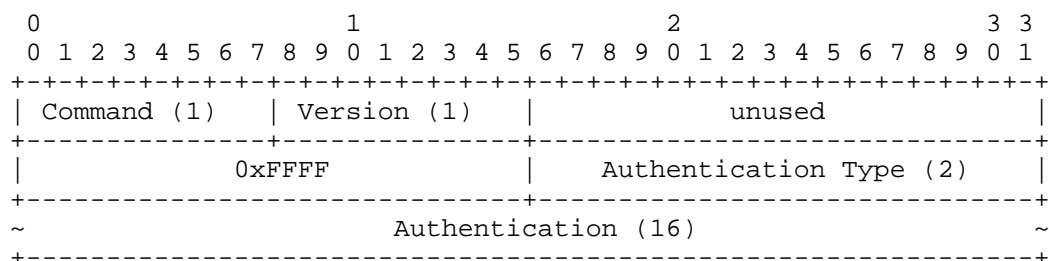 0                   1                   2                   3 3
 0 1 2 3 4 5 6 7 8 9 0 1 2 3 4 5 6 7 8 9 0 1 2 3 4 5 6 7 8 9 0 1
+-+-+-+-+-+-+-+-+-+-+-+-+-+-+-+-+-+-+-+-+-+-+-+-+-+-+-+-+-+-+-+-+
| Command (1)   | Version (1)   |            unused             |
+---------------+---------------+-------------------------------+
|             0xFFFF            |    Authentication Type (2)    |
+-------------------------------+-------------------------------+
~                       Authentication (16)                     ~
+---------------------------------------------------------------+